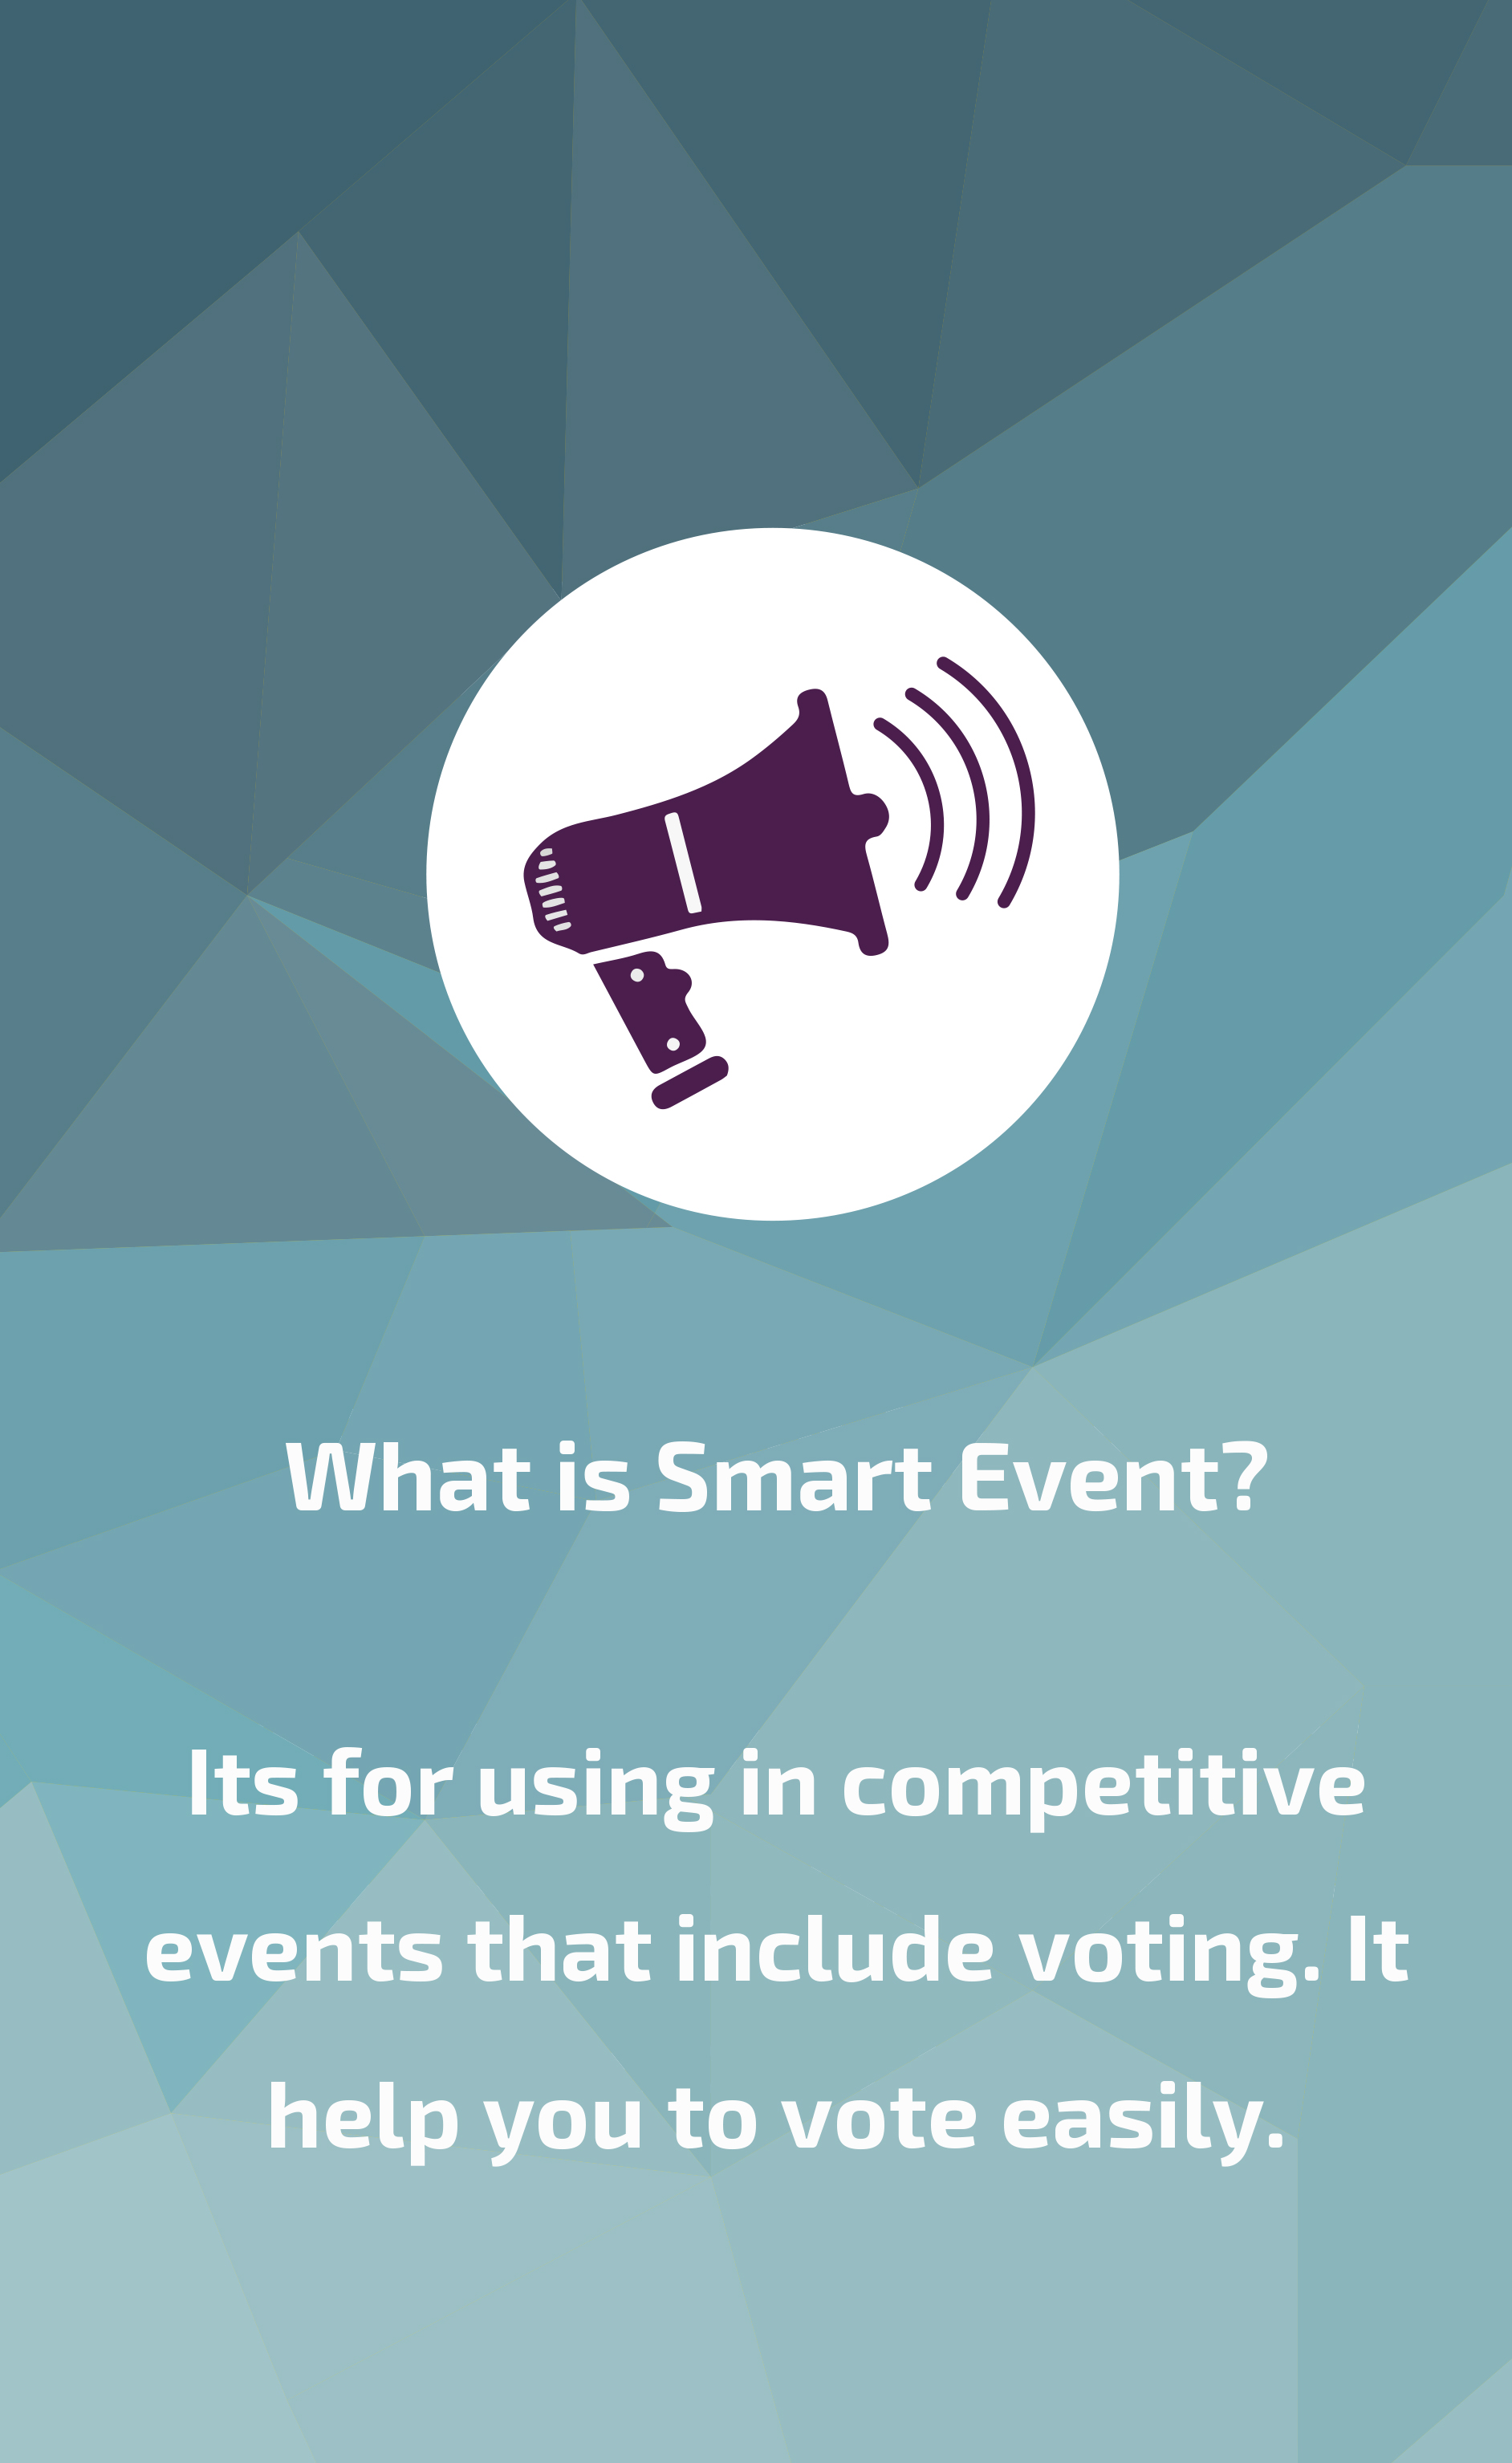 What is Smart Event?
Its for using in competitive
events that include voting. It
help you to vote easily.